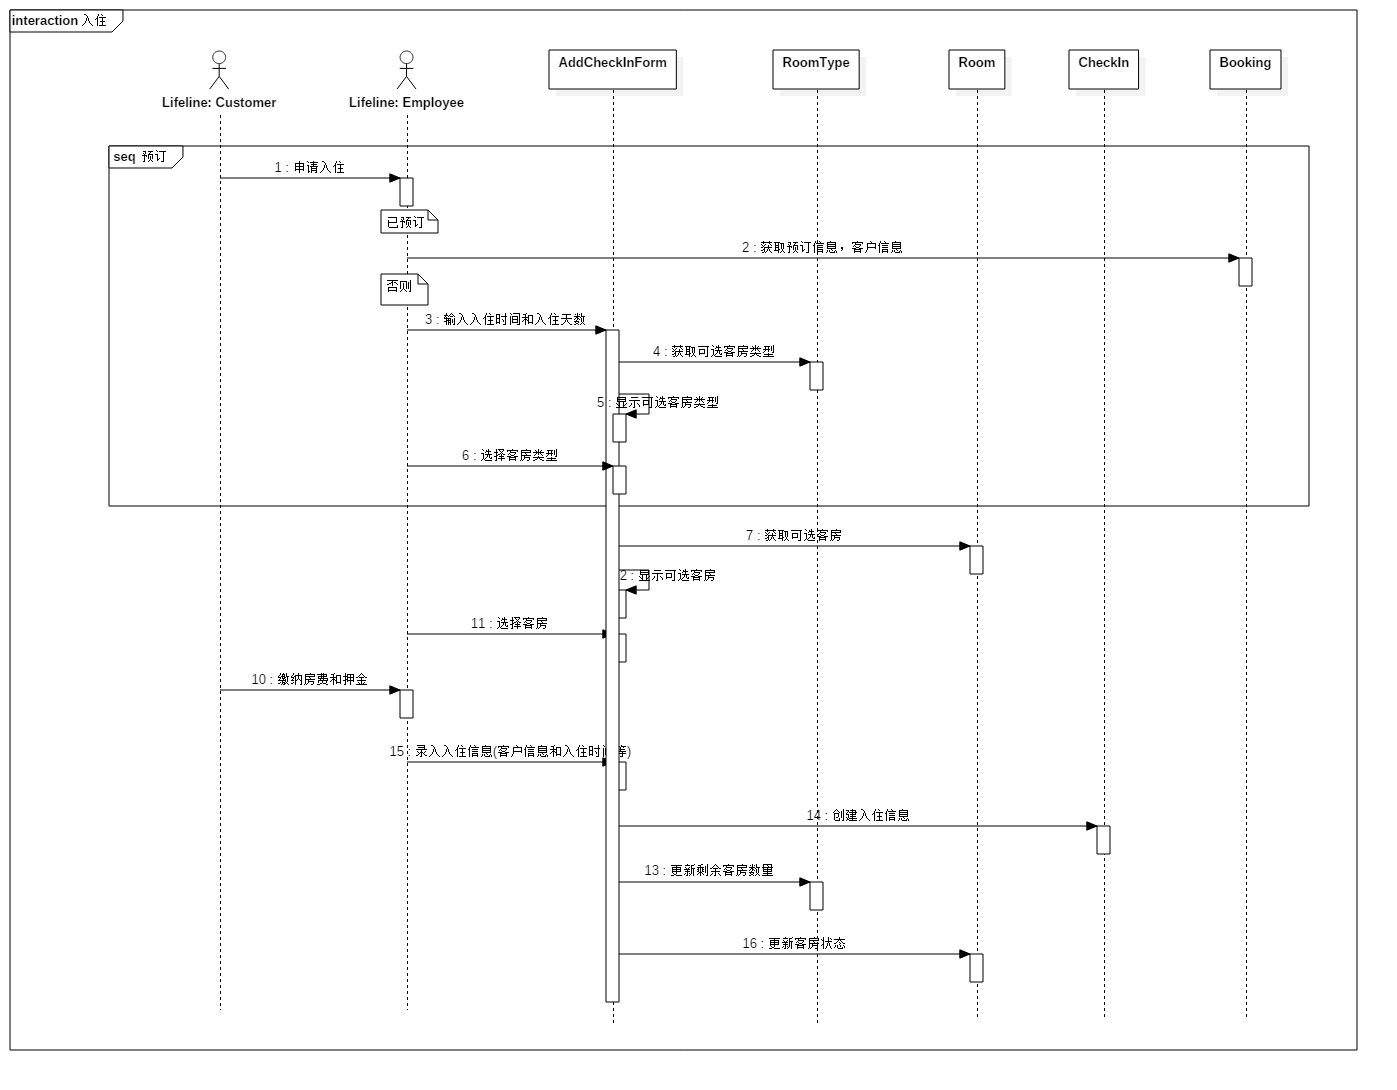 interaction 入住
Lifeline: Customer
Lifeline: Employee
AddCheckInForm
RoomType
Room
CheckIn
Booking
seq 预订
1 : 申请入住
已预订
2 : 获取预订信息，客户信息
否则
3 : 输入入住时间和入住天数
4 : 获取可选客房类型
5 : 显示可选客房类型
6 : 选择客房类型
7 : 获取可选客房
2 : 显示可选客房
11 : 选择客房
10 : 缴纳房费和押金
15 : 录入入住信息(客户信息和入住时间等)
14 : 创建入住信息
13 : 更新剩余客房数量
16 : 更新客房状态